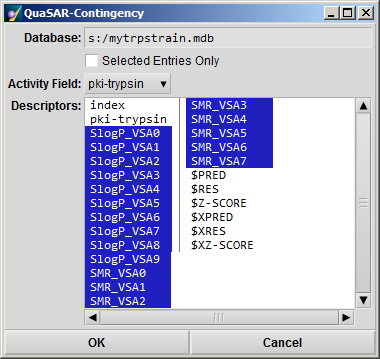 QuaSAR-Contingency
Database: s:/mytrpstrain.mdb
Selected Entries Only
Activity Field: pki-trypsin
Descriptors:
index
pki-trypsin
SlogP_VSA0
SlogP_VSA1
SlogP_VSA2
SlogP_VSA3
SlogP_VSA4
SlogP_VSA5
SlogP_VSA6
SlogP_VSA7
SlogP_VSA8
SlogP_VSA9
SMR_VSA0
SMR_VSA1
SMR_VSA2
SMR_VSA3
SMR_VSA4
SMR_VSA5
SMR_VSA6
SMR_VSA7
$PRED
$RES
$Z-SCORE
$XPRED
$XRES
$XZ-SCORE
OK
Cancel